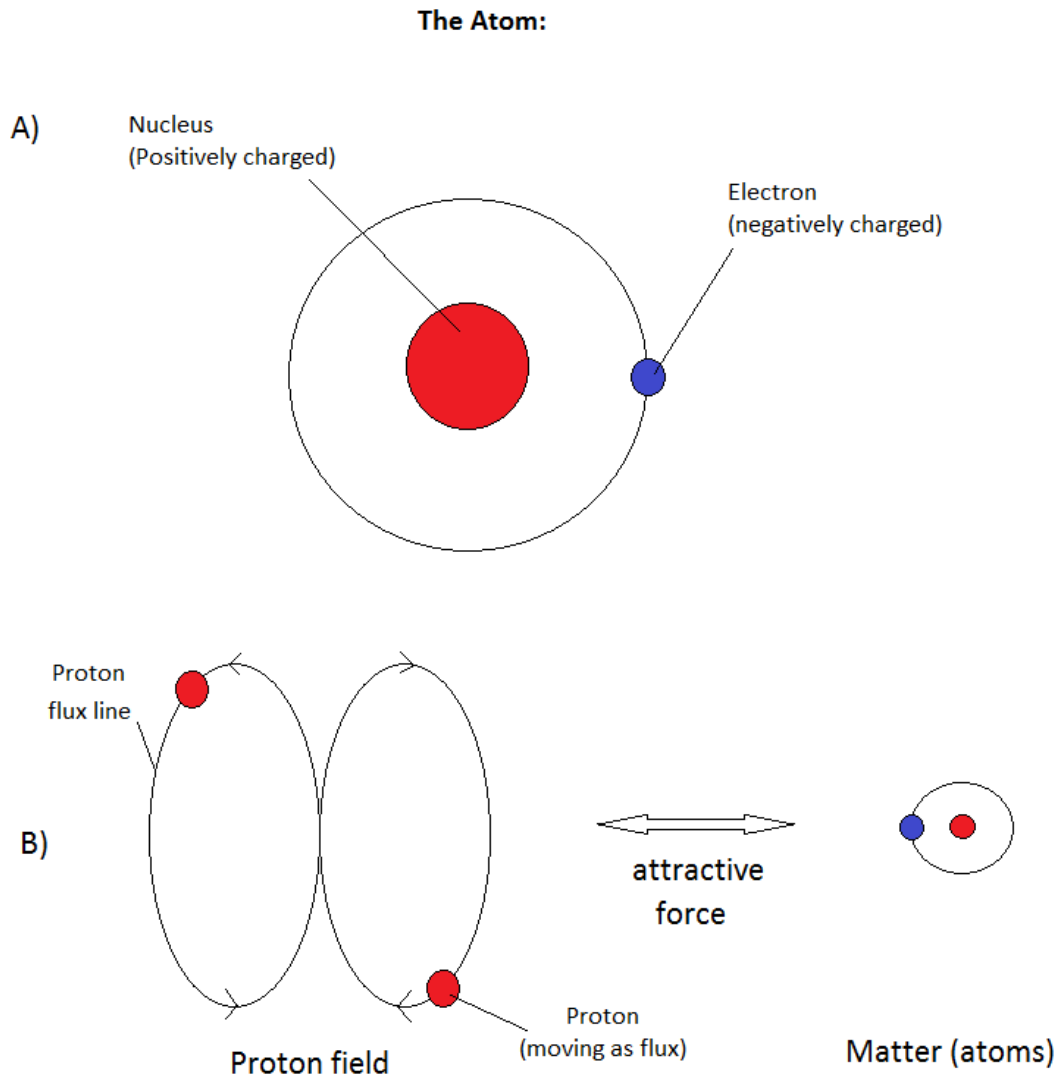 The Atom:
A)
Nucleus
(Positively charged)
Electron
(negatively charged)
Proton
flux line
B)
attractive
force
Proton
(moving as flux)
Proton field
Matter (atoms)